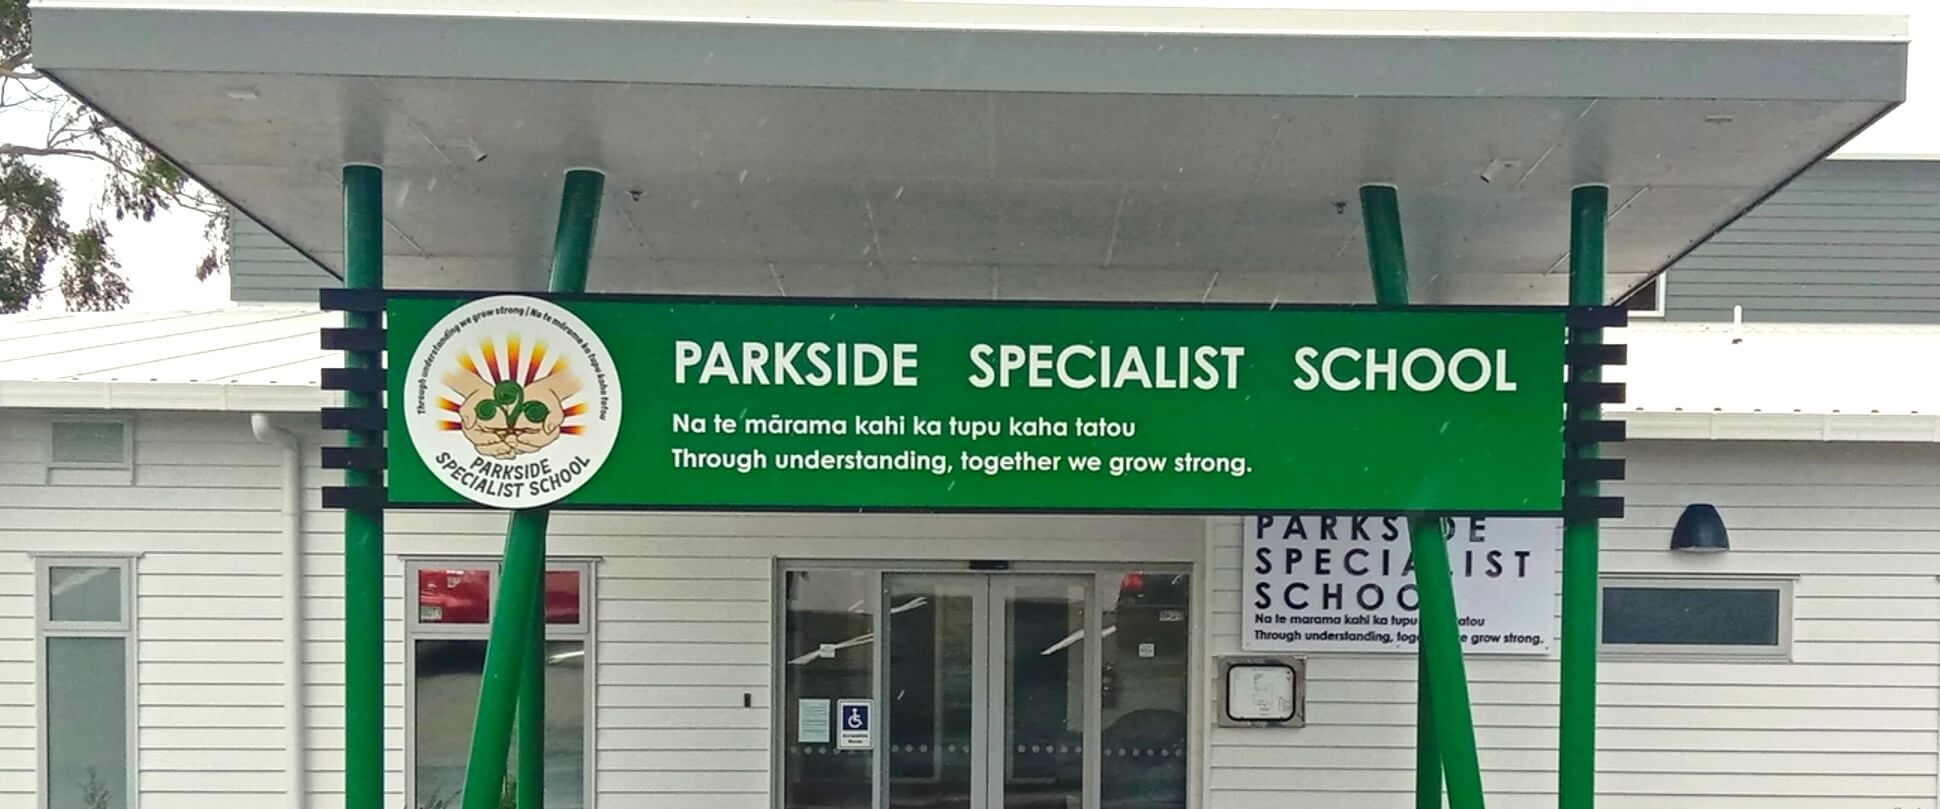 Through understanding we grow strong | Na te mārama ka tupu kaha tatou
PARKSIDE
SPECIALIST SCHOOL
PARKSIDE SPECIALIST SCHOOL
Na te mārama kahi ka tupu kaha tatou
Through understanding, together we grow strong.
PARKSIDE
SPECIALIST
SCHOOL
Na te marama kahi ka tupu atou
Through understanding, toge e grow strong.